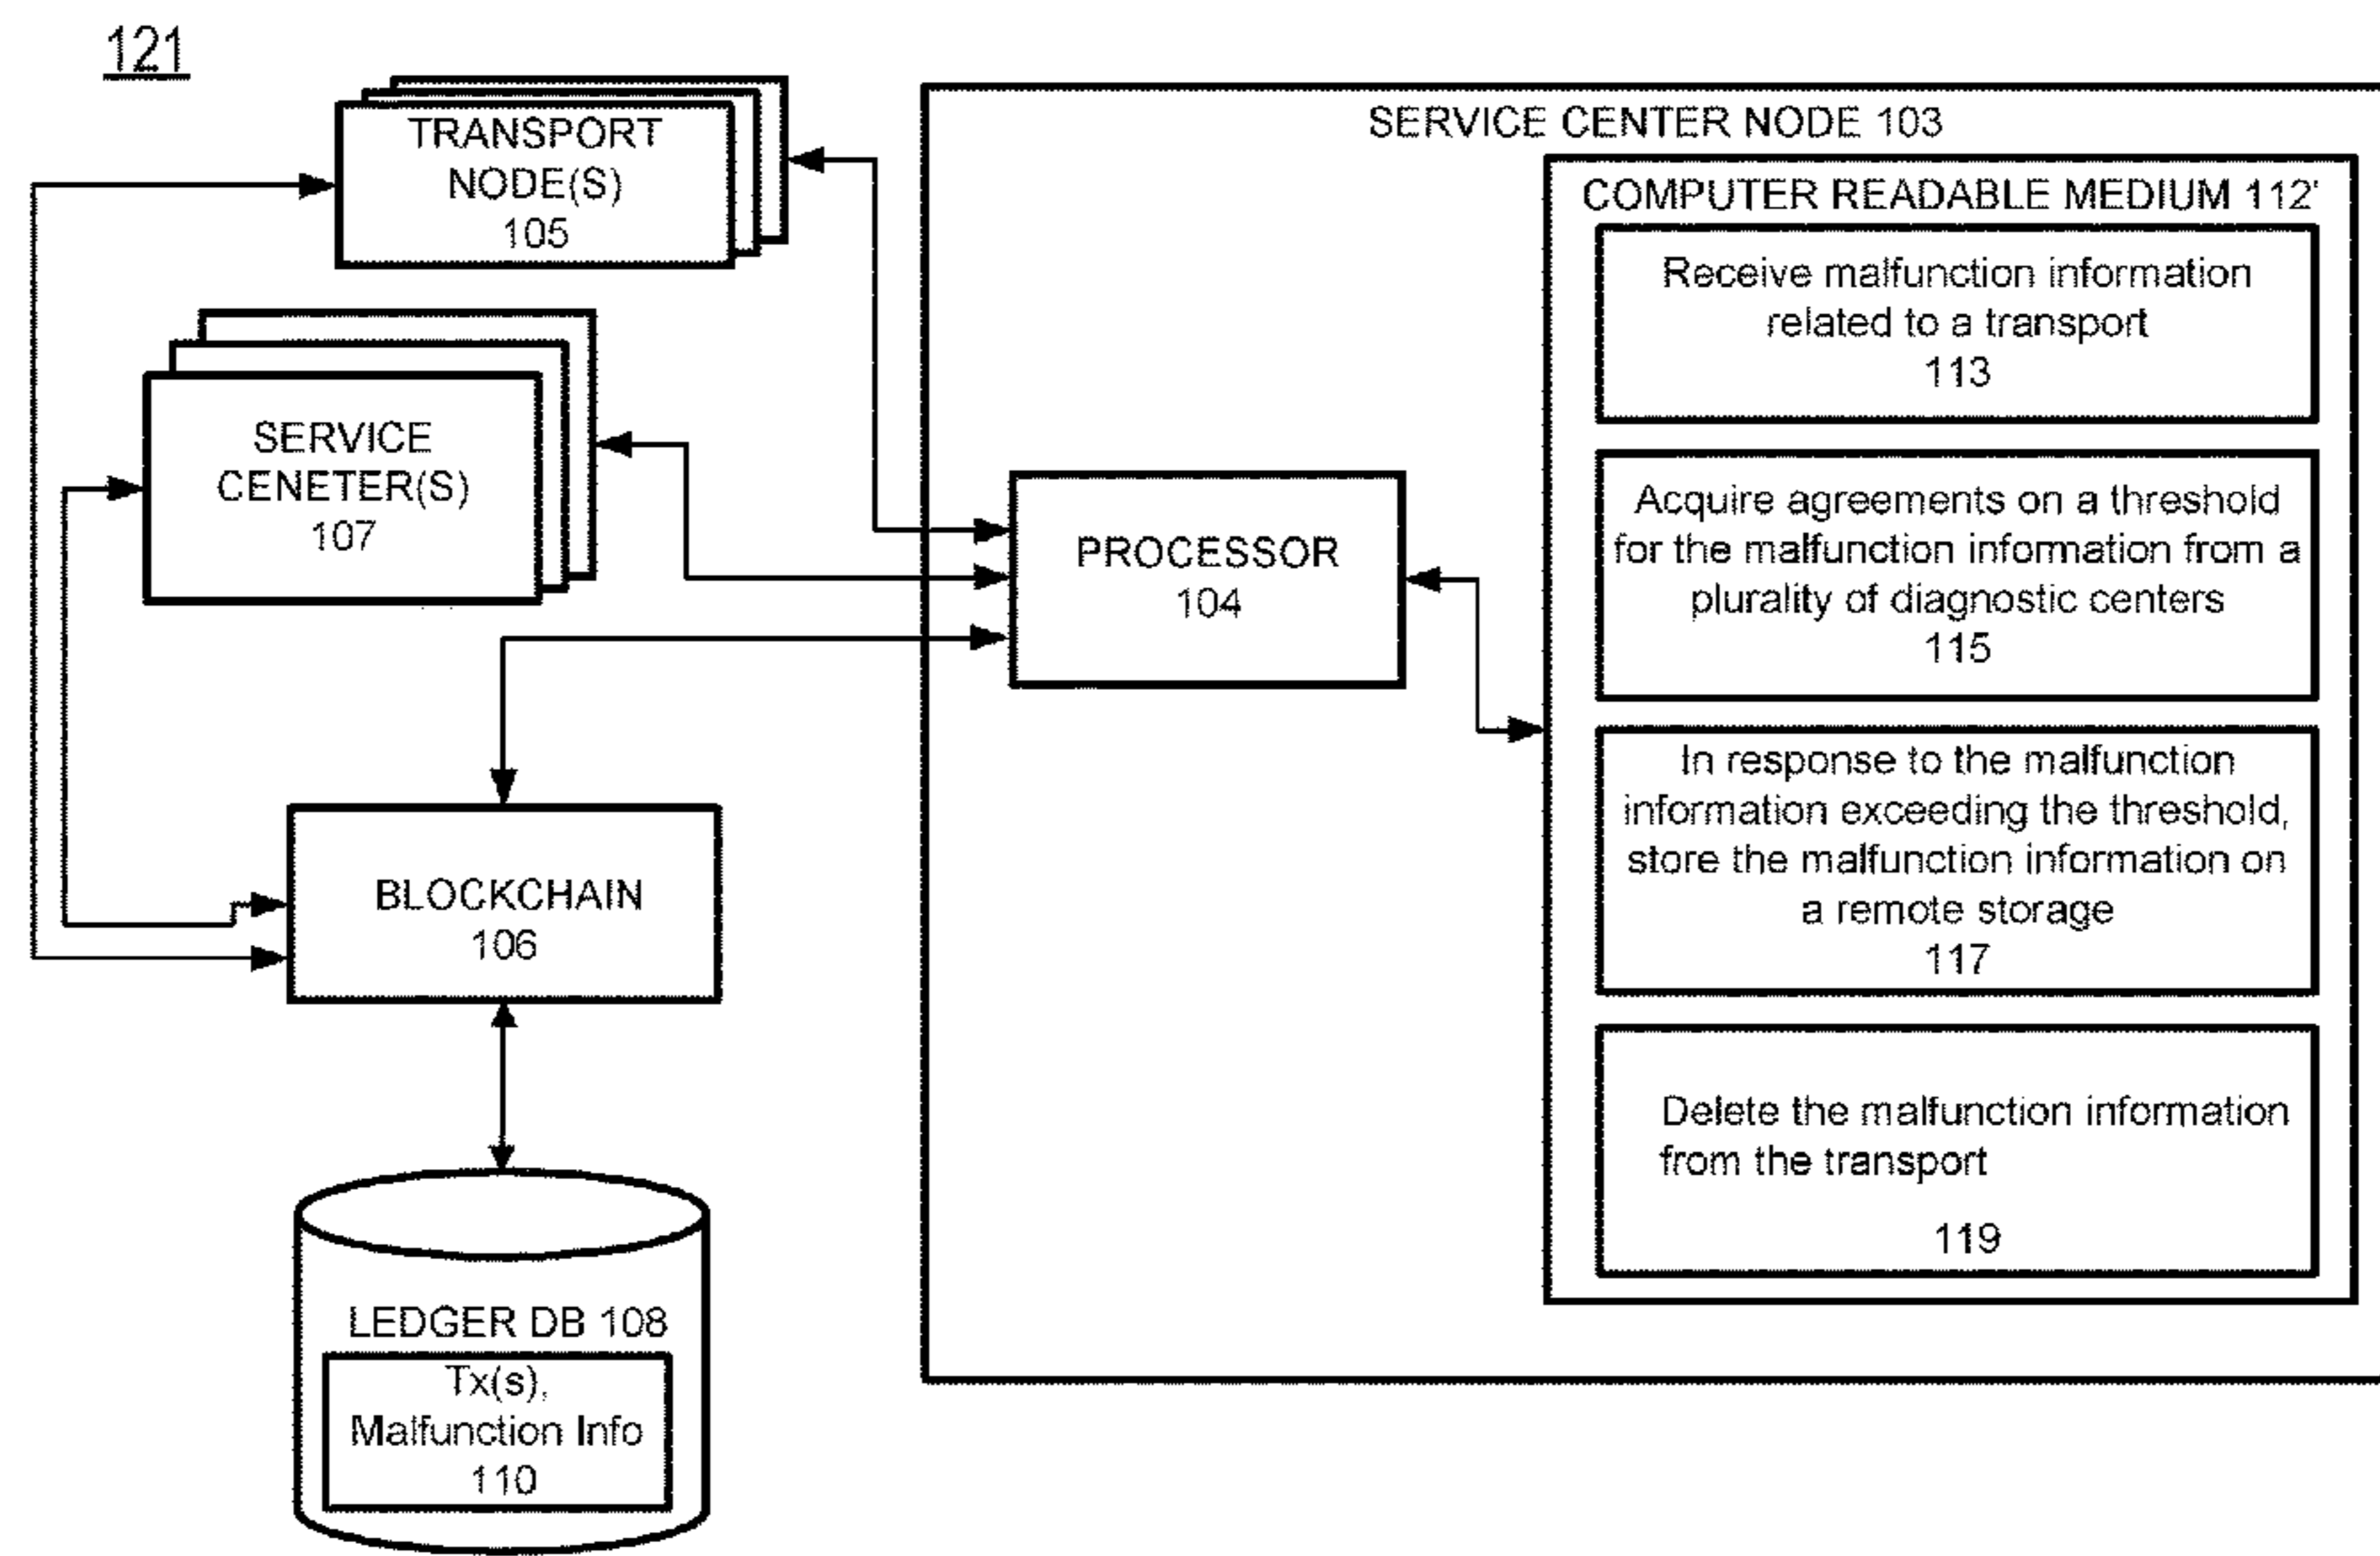 121
TRANSPORT
NODE(S)
105
SERVICE
CENETER(S)
107
BLOCKCHAIN
106
LEDGER DB 108
Tx(s),
Malfunction Info
110
SERVICE CENTER NODE 103
PROCESSOR
104
COMPUTER READABLE MEDIUM 112'
Receive malfunction information
related to a transport
113
Acquire agreements on a threshold
for the malfunction information from a
plurality of diagnostic centers
115
In response to the malfunction
information exceeding the threshold,
store the malfunction information on
a remote storage
117
Delete the malfunction information
from the transport
119